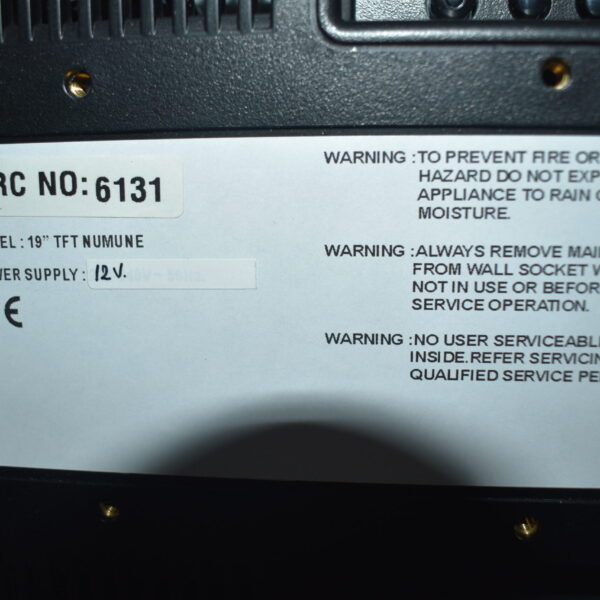 RC NO: 6131
EL : 19" TFT NUMUNE
WER SUPPLY : 12V.
CE
WARNING : TO PREVENT FIRE OR
HAZARD DO NOT EXP
APPLIANCE TO RAIN O
MOISTURE.
WARNING : ALWAYS REMOVE MAI
FROM WALL SOCKET W
NOT IN USE OR BEFOR
SERVICE OPERATION.
WARNING : NO USER SERVICEABL
INSIDE.REFER SERVICIN
QUALIFIED SERVICE PE